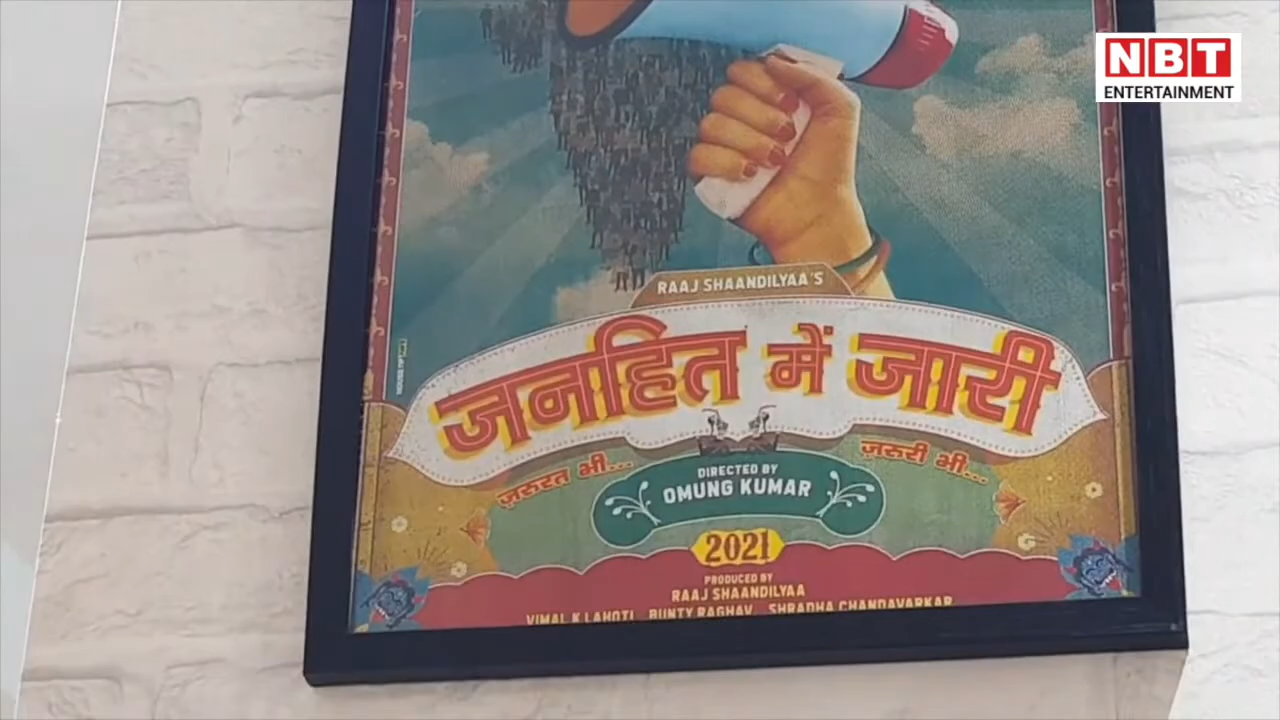 NBT
ENTERTAINMENT
RAAJ SHAANDILYAA'S
जनहित में जारी
ज़रुरत भी...
ज़रुरी भी...
DIRECTED BY
OMUNG KUMAR
2021
PRODUCED BY
RAAJ SHAANDILYAA
VIMAL K LAHOTI BUNTY RAGHAV SHRADHA CHANDAVARKAR